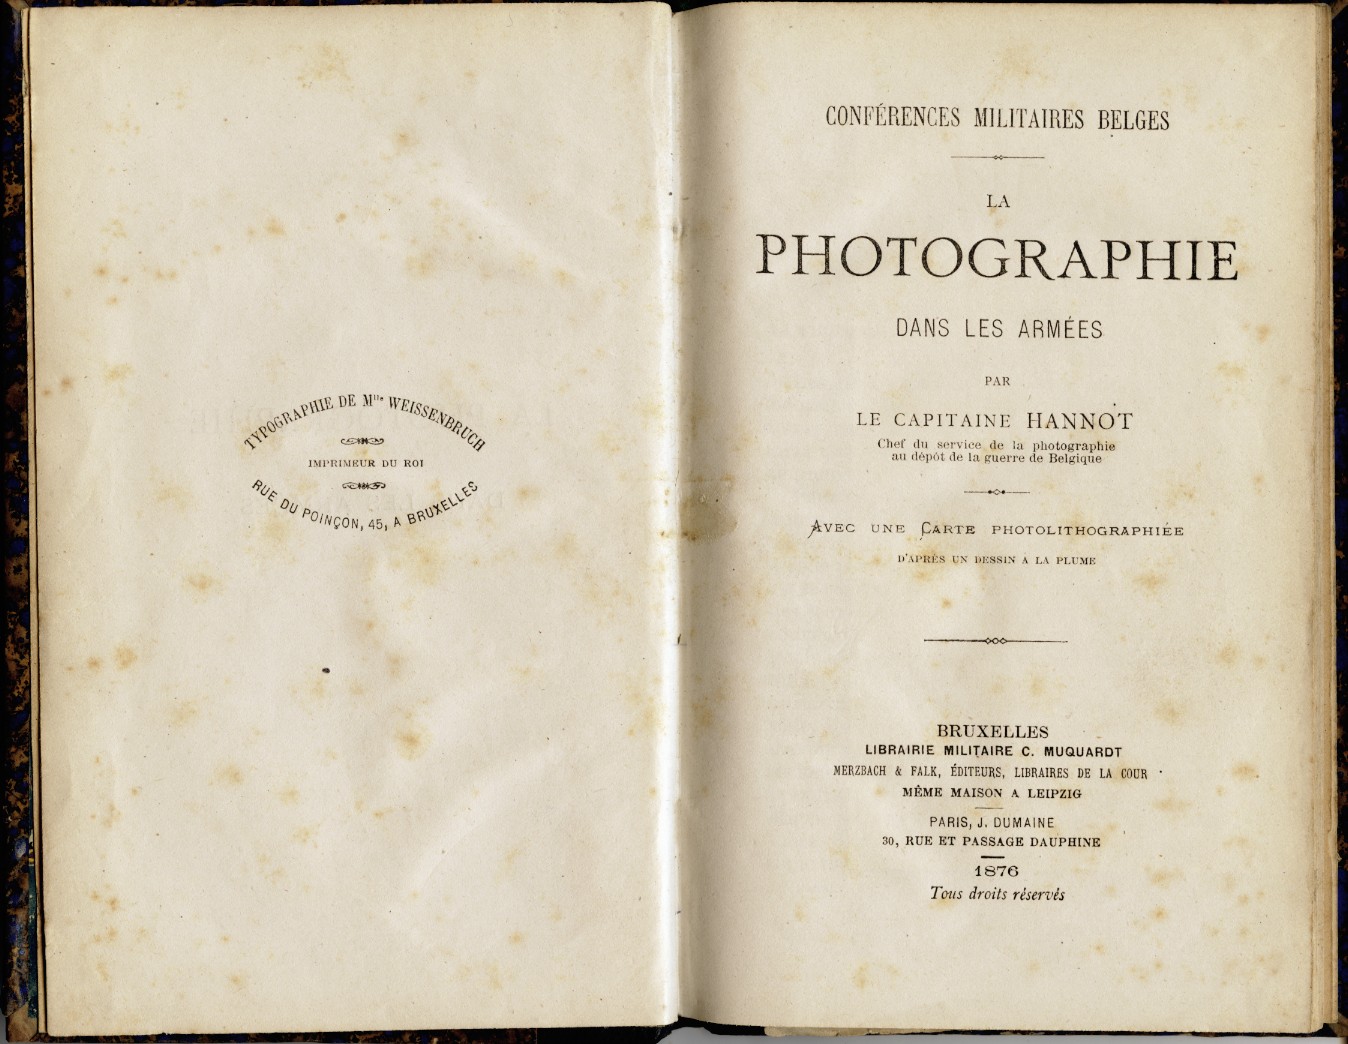 TYPOGRAPHIE DE Mlle WEISSENBRUCH
IMPRIMEUR DU ROI
RUE DU POINÇON, 45, A BRUXELLES
CONFÉRENCES MILITAIRES BELGES
LA
PHOTOGRAPHIE
DANS LES ARMÉES
PAR
LE CAPITAINE HANNOT
Chef du service de la photographie
au dépôt de la guerre de Belgique
AVEC UNE CARTE PHOTOLITHOGRAPHIÉE
D'APRÈS UN DESSIN A LA PLUME
BRUXELLES
LIBRAIRIE MILITAIRE C. MUQUARDT
MERZBACH & FALK, ÉDITEURS, LIBRAIRES DE LA COUR
MÊME MAISON A LEIPZIG
PARIS, J. DUMAINE
30, RUE ET PASSAGE DAUPHINE
1876
Tous droits réservés